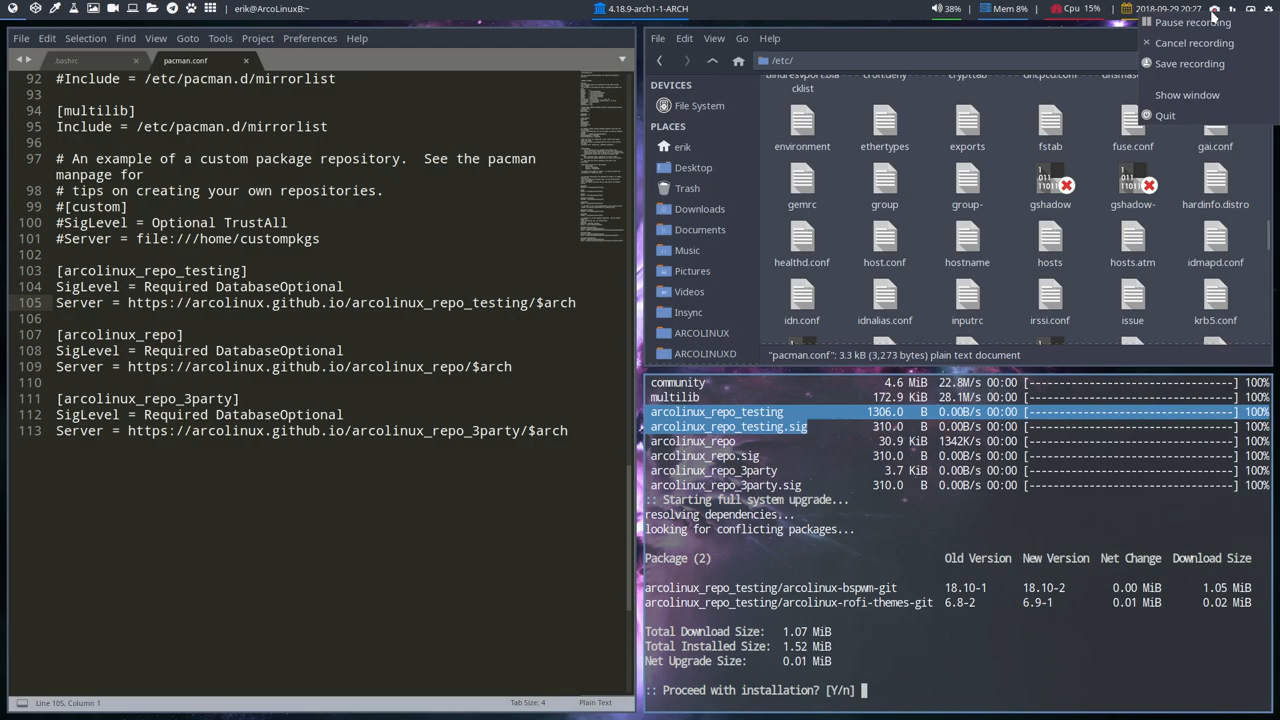 erik@ArcoLinuxB:~
4.18.9-arch1-1-ARCH
38%
Mem 8%
Cpu 15%
2018-09-29 20:27
Pause recording
Cancel recording
Save recording
Show window
Quit
File Edit Selection Find View Goto Tools Project Preferences Help
.bashrc
pacman.conf
92 #Include = /etc/pacman.d/mirrorlist
93
94 [multilib]
95 Include = /etc/pacman.d/mirrorlist
96
97 # An example of a custom package repository.  See the pacman
manpage for
98 # tips on creating your own repositories.
99 #[custom]
100 #SigLevel = Optional TrustAll
101 #Server = file:///home/custompkgs
102
103 [arcolinux_repo_testing]
104 SigLevel = Required DatabaseOptional
105 Server = https://arcolinux.github.io/arcolinux_repo_testing/$arch
106
107 [arcolinux_repo]
108 SigLevel = Required DatabaseOptional
109 Server = https://arcolinux.github.io/arcolinux_repo/$arch
110
111 [arcolinux_repo_3party]
112 SigLevel = Required DatabaseOptional
113 Server = https://arcolinux.github.io/arcolinux_repo_3party/$arch
Line 105, Column 1
Tab Size: 4
Plain Text
File Edit View Go Bookmarks Help
/etc/
DEVICES
File System
PLACES
erik
Desktop
Trash
Downloads
Documents
Music
Pictures
Videos
Insync
ARCOLINUX
ARCOLINUXD
cklist
environment ethertypes exports fstab fuse.conf gai.conf
gemrc group group- gshadow gshadow- hardinfo.distro
healthd.conf host.conf hostname hosts hosts.atm idmapd.conf
idn.conf idnalias.conf inputrc irssi.conf issue krb5.conf
"pacman.conf": 3.3 kB (3,273 bytes) plain text document
community 4.6 MiB 22.8M/s 00:00 [----------------------------------] 100%
multilib 172.9 KiB 28.1M/s 00:00 [----------------------------------] 100%
arcolinux_repo_testing 1306.0 B 0.00B/s 00:00 [----------------------------------] 100%
arcolinux_repo_testing.sig 310.0 B 0.00B/s 00:00 [----------------------------------] 100%
arcolinux_repo 30.9 KiB 1342K/s 00:00 [----------------------------------] 100%
arcolinux_repo.sig 310.0 B 0.00B/s 00:00 [----------------------------------] 100%
arcolinux_repo_3party 3.7 KiB 0.00B/s 00:00 [----------------------------------] 100%
arcolinux_repo_3party.sig 310.0 B 0.00B/s 00:00 [----------------------------------] 100%
:: Starting full system upgrade...
resolving dependencies...
looking for conflicting packages...
Package (2) Old Version New Version Net Change Download Size
arcolinux_repo_testing/arcolinux-bspwm-git 18.10-1 18.10-2 0.00 MiB 1.05 MiB
arcolinux_repo_testing/arcolinux-rofi-themes-git 6.8-2 6.9-1 0.01 MiB 0.02 MiB
Total Download Size: 1.07 MiB
Total Installed Size: 1.52 MiB
Net Upgrade Size: 0.01 MiB
:: Proceed with installation? [Y/n]